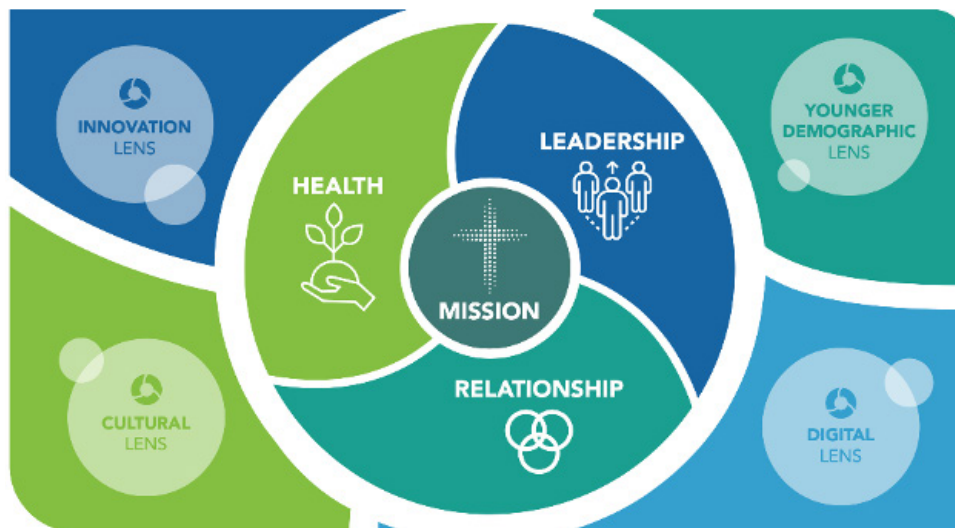 INNOVATION
LENS
YOUNGER
DEMOGRAPHIC
LENS
HEALTH
LEADERSHIP
MISSION
RELATIONSHIP
CULTURAL
LENS
DIGITAL
LENS